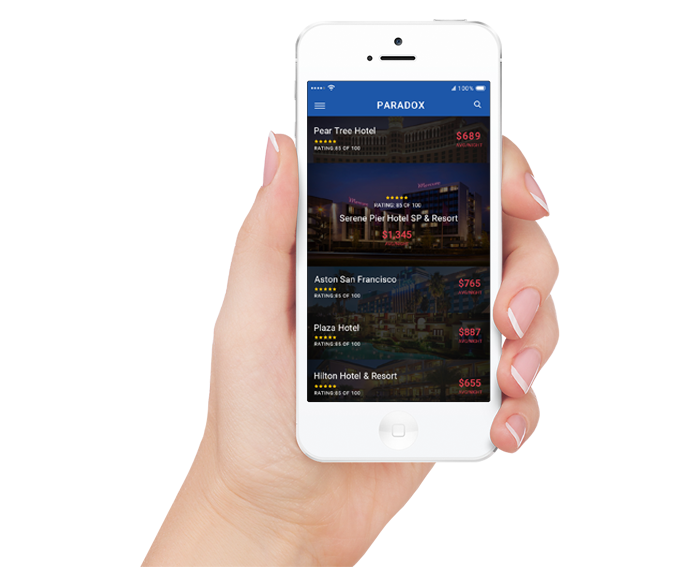 100%
PARADOX
Pear Tree Hotel
$689
RATING:85 OF 100
AVG/NIGHT
RATING: 85 OF 100
Serene Pier Hotel SP & Resort
$1,345
Aston San Francisco
$765
RATING:85 OF 100
AVG/NIGHT
Plaza Hotel
$887
RATING:85 OF 100
AVG/NIGHT
Hilton Hotel & Resort
$655
RATING:85 OF 100
AVG/NIGHT